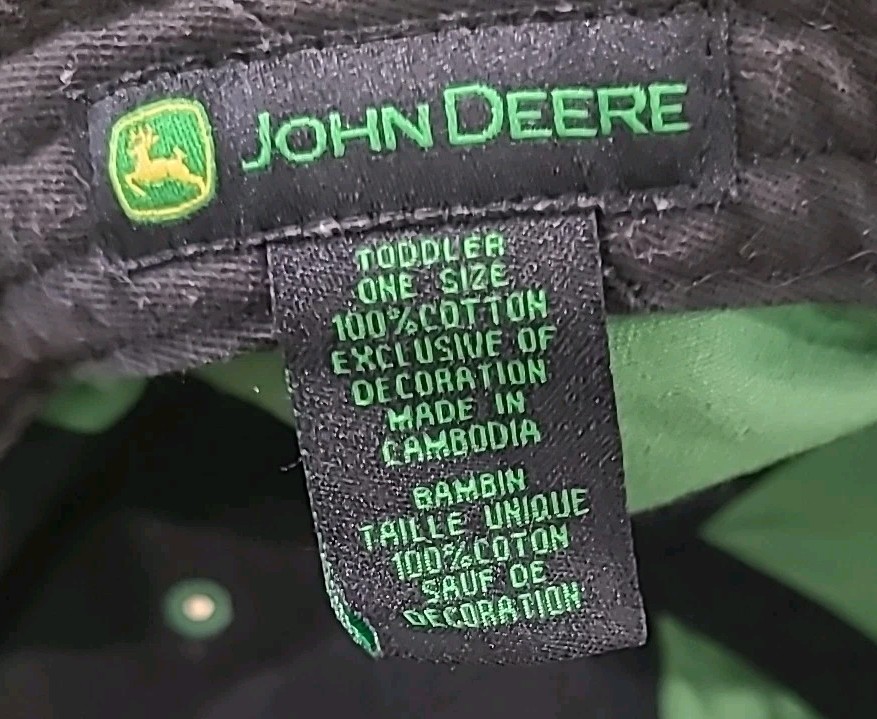 JOHN DEERE
TODDLER
ONE SIZE
100%COTTON
EXCLUSIVE OF
DECORATION
MADE IN
CAMBODIA
BAMBIN
TAILLE UNIQUE
100%COTON
SAUF DE
DECORATION